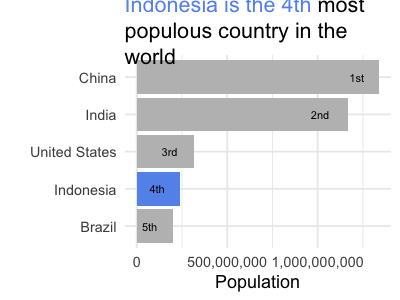 Indonesia is the 4th most
populous country in the
world
China 1st
India 2nd
United States 3rd
Indonesia 4th
Brazil 5th
0 500,000,000 1,000,000,000
Population